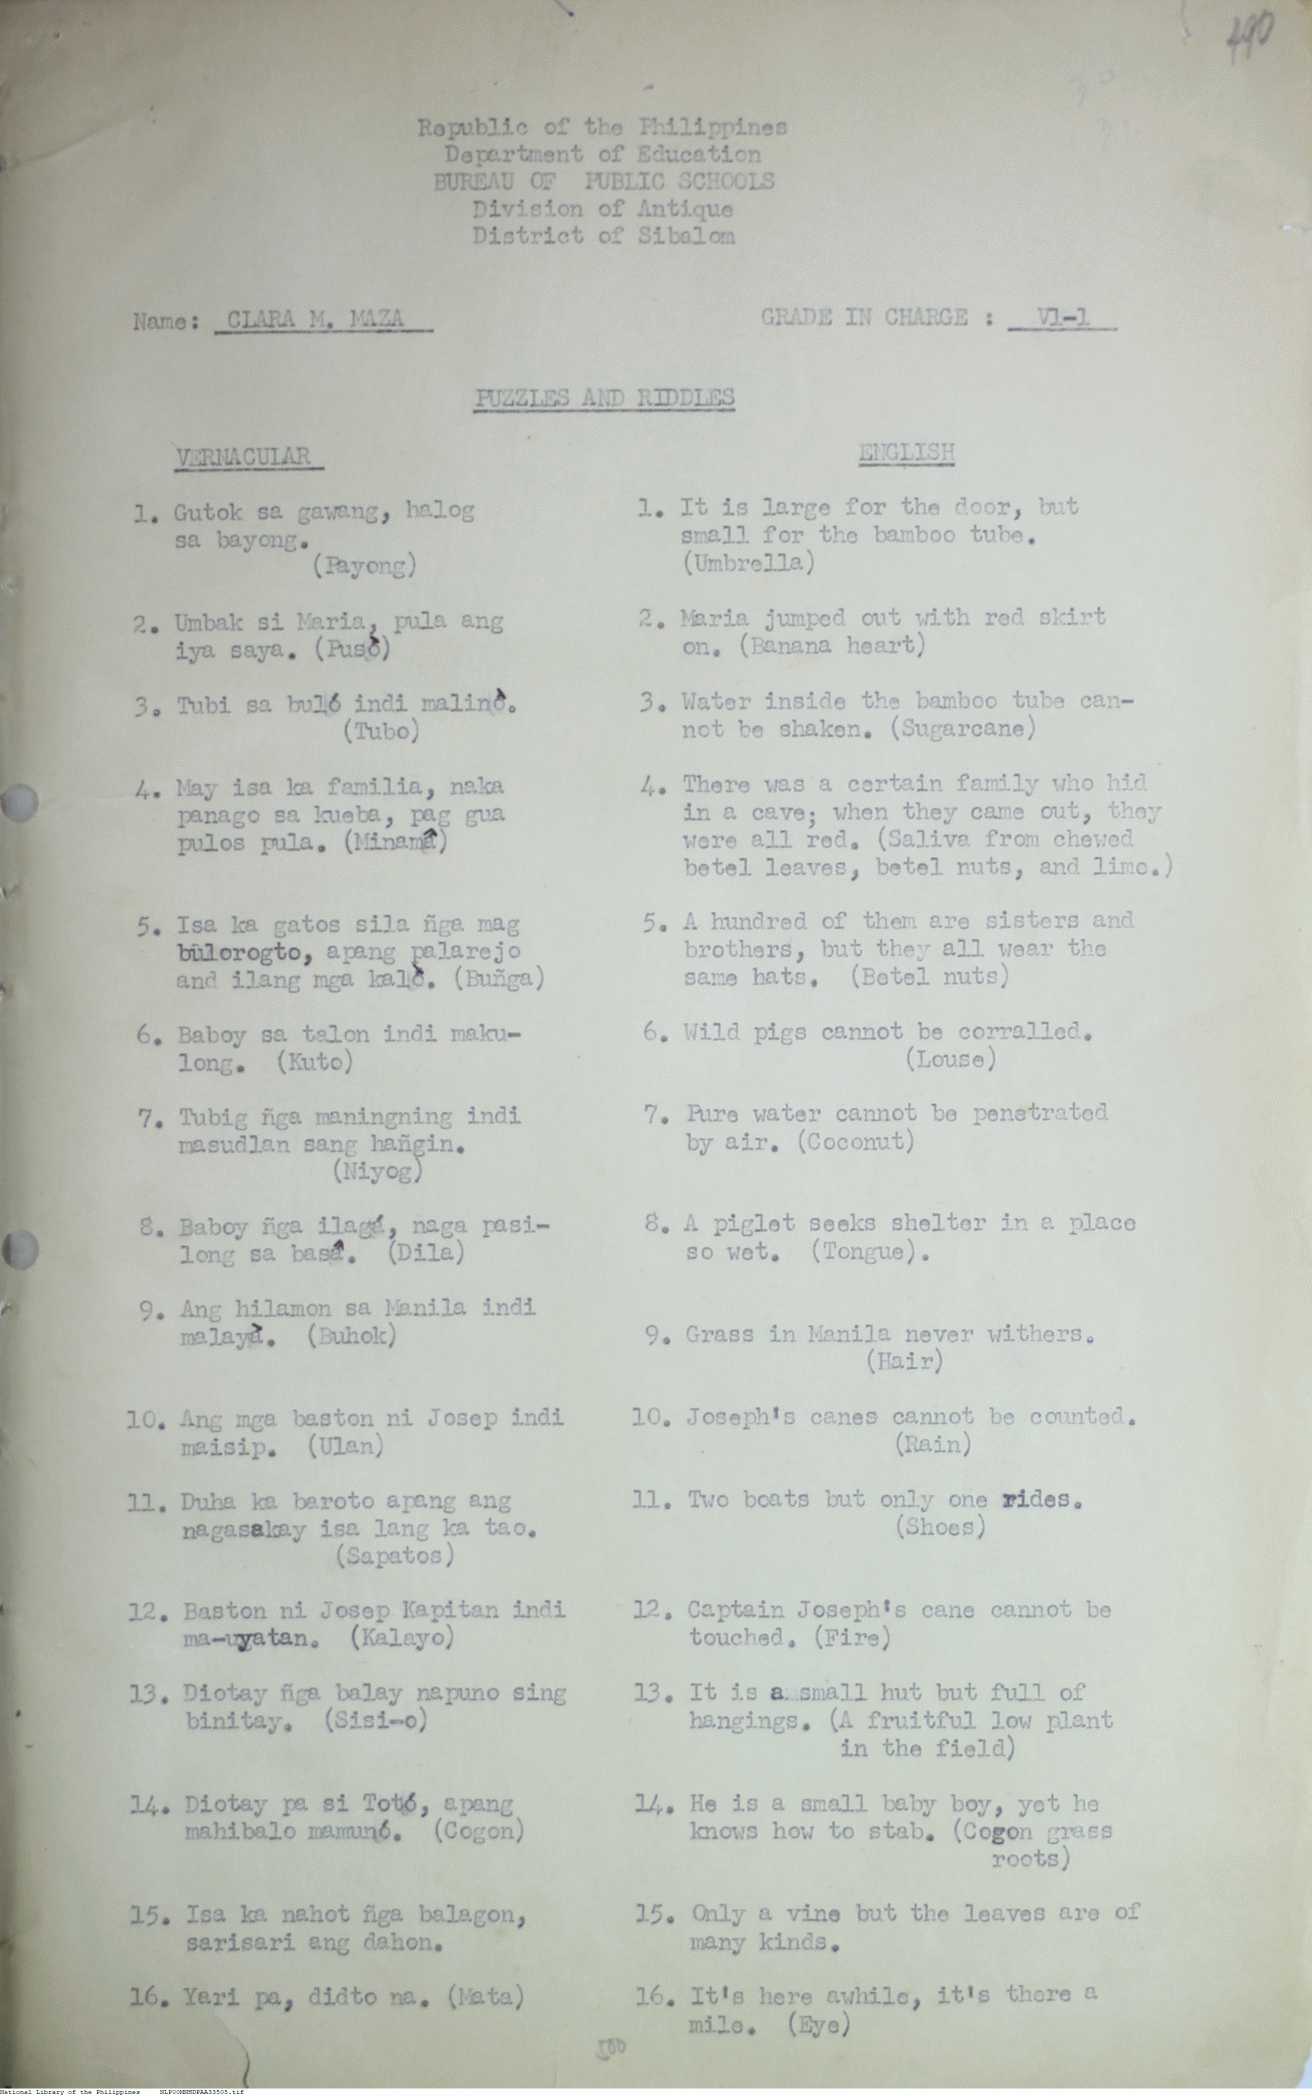 490
Republic of the Philippines
Department of Education
BUREAU OF PUBLIC SCHOOLS
Division of Antique
District of Sibalom
Name: CLARA M. MAZA
GRADE IN CHARGE : V1-1
PUZZLES AND RIDDLES
VERNACULAR
1. Gutok sa gawang, halog
sa bayong.
(Payong)
2. Umbak si Maria, pula ang
iya saya. (Pusò)
3. Tubi sa buló indi malinò.
(Tubo)
4. May isa ka familia, naka
panago sa kueba, pag gua
pulos pula. (Minamâ)
5. Isa ka gatos sila ñga mag
bulorogto, apang palarejo
and ilang mga kalò. (Buñga)
6. Baboy sa talon indi maku-
long. (Kuto)
7. Tubig ñga maningning indi
masudlan sang hañgin.
(Niyog)
8. Baboy ñga ilagá, naga pasi-
long sa basâ. (Dila)
9. Ang hilamon sa Manila indi
malayà. (Buhok)
10. Ang mga baston ni Josep indi
maisip. (Ulan)
11. Duha ka baroto apang ang
nagasakay isa lang ka tao.
(Sapatos)
12. Baston ni Josep Kapitan indi
ma-uyatan. (Kalayo)
13. Diotay ñga balay napuno sing
binitay. (Sisi-o)
14. Diotay pa si Totó, apang
mahibalo mamunó. (Cogon)
15. Isa ka nahot ñga balagon,
sarisari ang dahon.
16. Yari pa, didto na. (Mata)
ENGLISH
1. It is large for the door, but
small for the bamboo tube.
(Umbrella)
2. Maria jumped out with red skirt
on. (Banana heart)
3. Water inside the bamboo tube can-
not be shaken. (Sugarcane)
4. There was a certain family who hid
in a cave; when they came out, they
were all red. (Saliva from chewed
betel leaves, betel nuts, and lime.)
5. A hundred of them are sisters and
brothers, but they all wear the
same hats. (Betel nuts)
6. Wild pigs cannot be corralled.
(Louse)
7. Pure water cannot be penetrated
by air. (Coconut)
8. A piglet seeks shelter in a place
so wet. (Tongue).
9. Grass in Manila never withers.
(Hair)
10. Joseph's canes cannot be counted.
(Rain)
11. Two boats but only one rides.
(Shoes)
12. Captain Joseph's cane cannot be
touched. (Fire)
13. It is a small hut but full of
hangings. (A fruitful low plant
in the field)
14. He is a small baby boy, yet he
knows how to stab. (Cogon grass
roots)
15. Only a vine but the leaves are of
many kinds.
16. It's here awhile, it's there a
mile. (Eye)
National Library of the Philippines